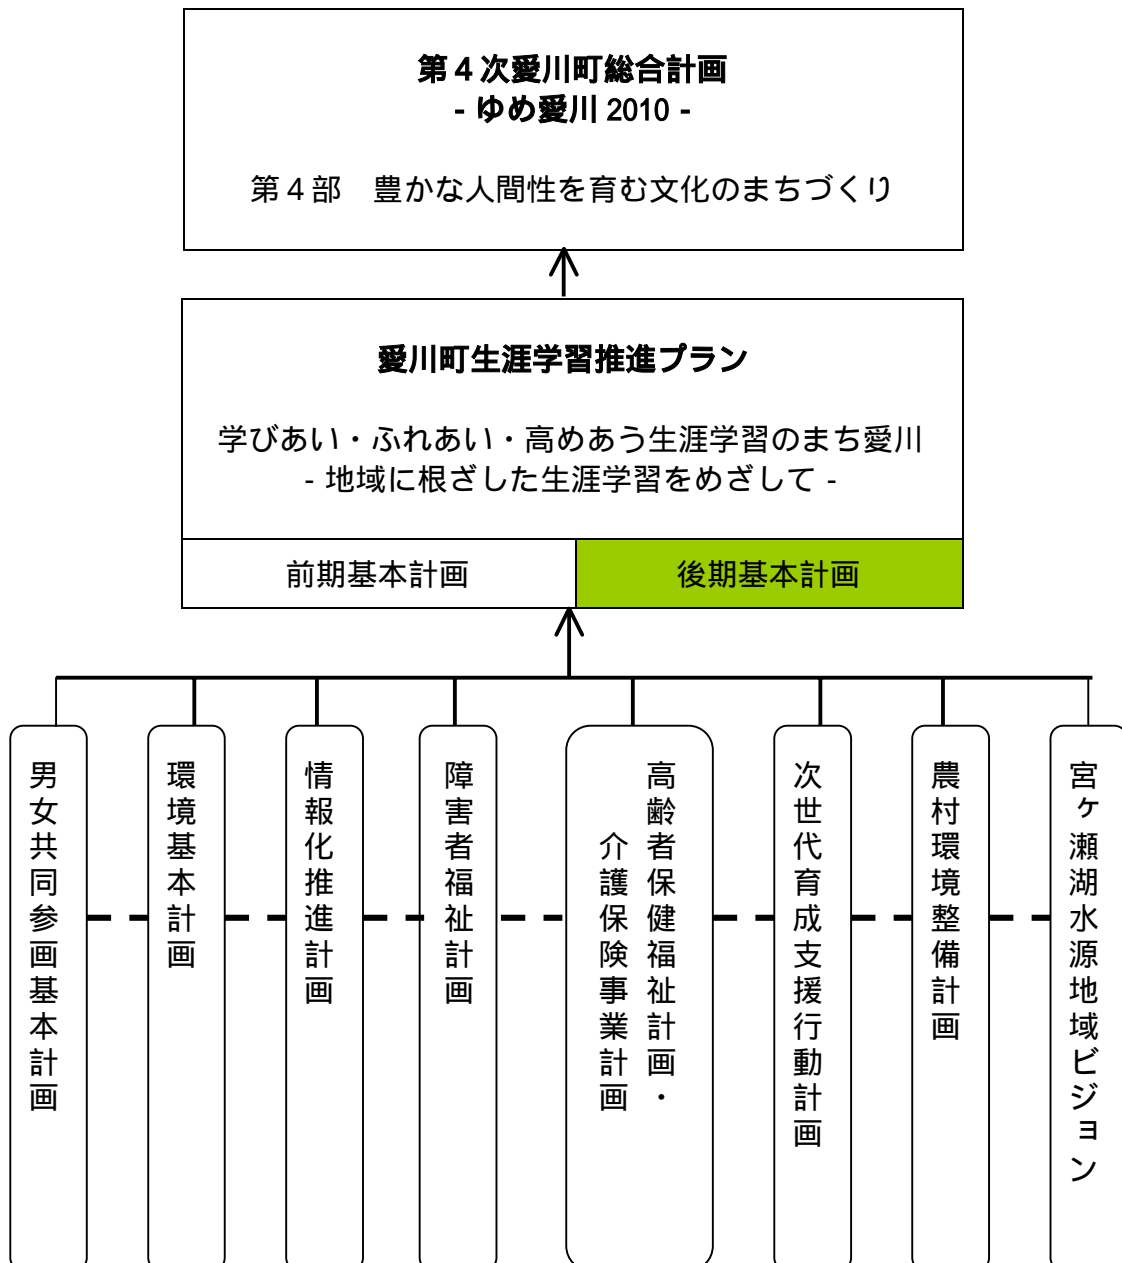 第４次愛川町総合計画
- ゆめ愛川 2010 -
第４部　豊かな人間性を育む文化のまちづくり
愛川町生涯学習推進プラン
学びあい・ふれあい・高めあう生涯学習のまち愛川
- 地域に根ざした生涯学習をめざして -
前期基本計画
後期基本計画
男女共同参画基本計画
環境基本計画
情報化推進計画
障害者福祉計画
高齢者保健福祉計画・
介護保険事業計画
次世代育成支援行動計画
農村環境整備計画
宮ヶ瀬湖水源地域ビジョン